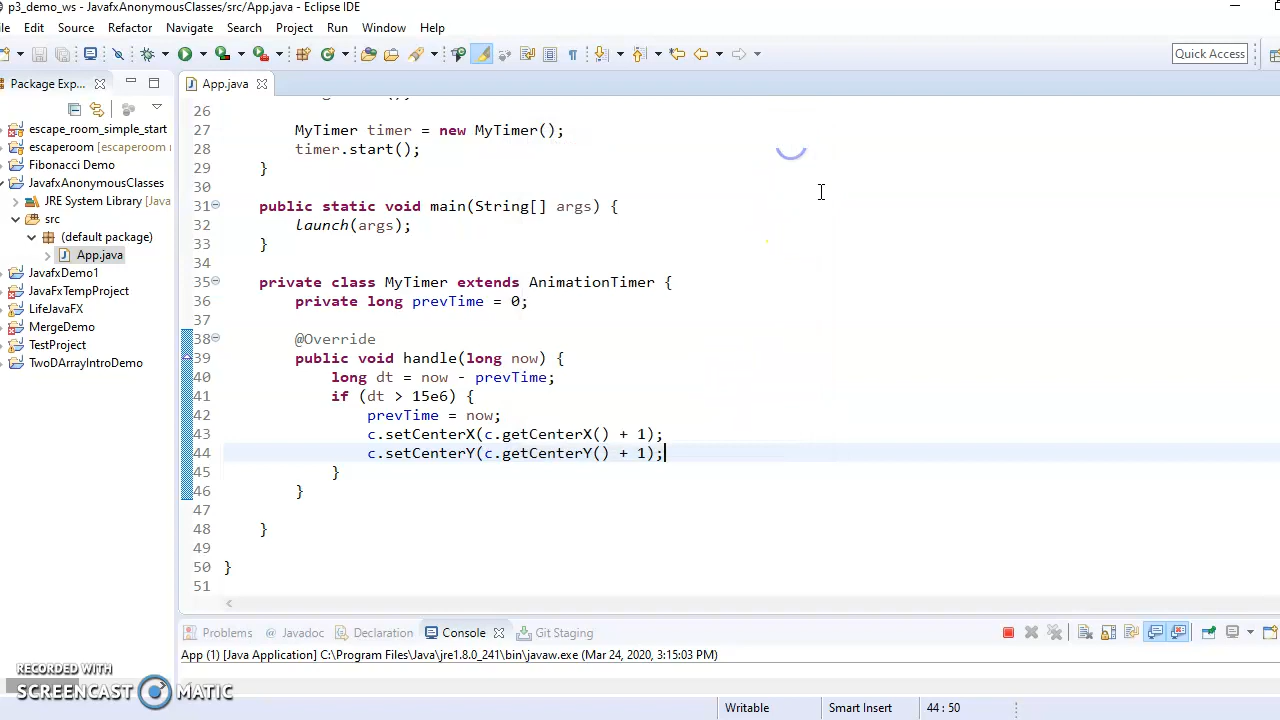 p3_demo_ws - JavafxAnonymousClasses/src/App.java - Eclipse IDE
Edit Source Refactor Navigate Search Project Run Window Help
Quick Access
Package Exp...
App.java
escape_room_simple_start
escaperoom [escaperoom
Fibonacci Demo
JavafxAnonymousClasses
JRE System Library [Java
src
(default package)
App.java
JavafxDemo1
JavaFxTempProject
LifeJavaFX
MergeDemo
TestProject
TwoDArrayIntroDemo
26
27 MyTimer timer = new MyTimer();
28 timer.start();
29 }
30
31 public static void main(String[] args) {
32 launch(args);
33 }
34
35 private class MyTimer extends AnimationTimer {
36 private long prevTime = 0;
37
38 @Override
39 public void handle(long now) {
40 long dt = now - prevTime;
41 if (dt > 15e6) {
42 prevTime = now;
43 c.setCenterX(c.getCenterX() + 1);
44 c.setCenterY(c.getCenterY() + 1);
45 }
46 }
47
48 }
49
50 }
51
Problems Javadoc Declaration Console Git Staging
App (1) [Java Application] C:\Program Files\Java\jre1.8.0_241\bin\javaw.exe (Mar 24, 2020, 3:15:03 PM)
RECORDED WITH
SCREENCAST MATIC
Writable Smart Insert 44 : 50